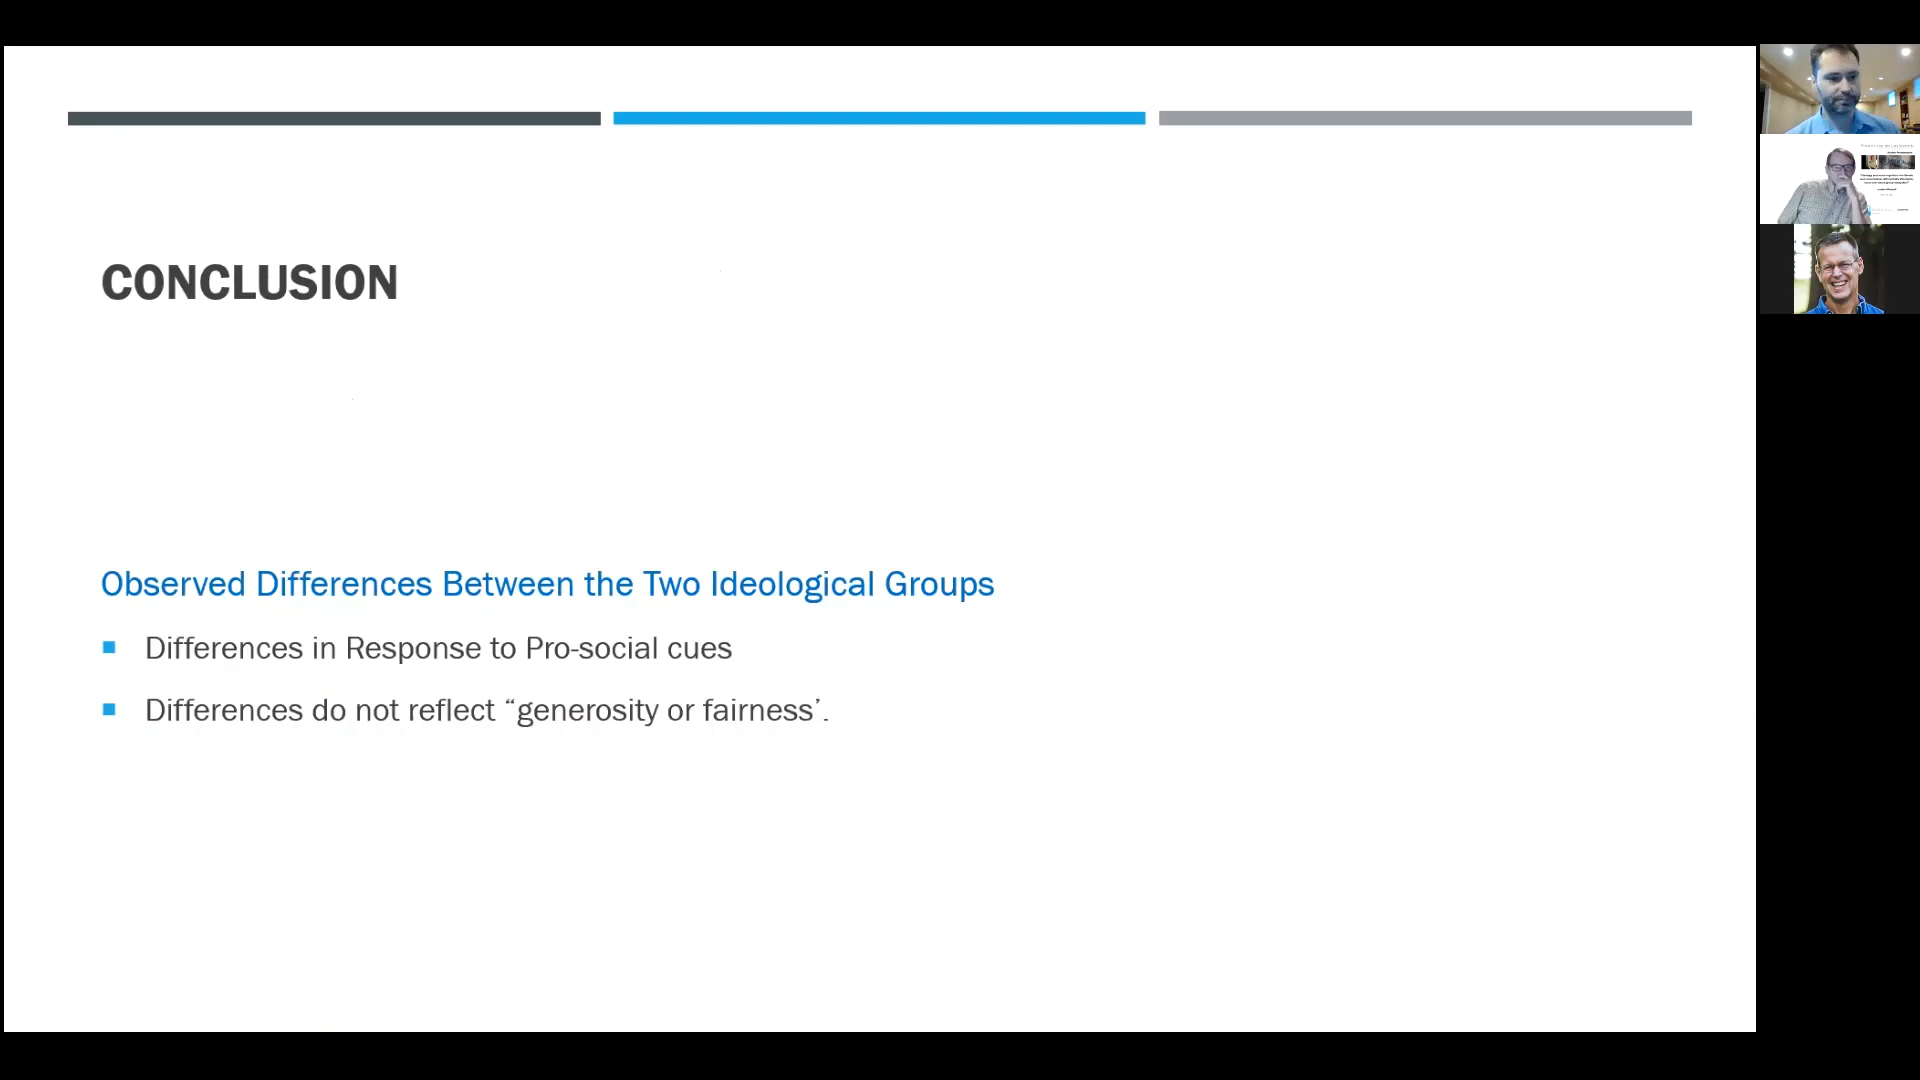 CONCLUSION
Observed Differences Between the Two Ideological Groups
Differences in Response to Pro-social cues
Differences do not reflect “generosity or fairness’.